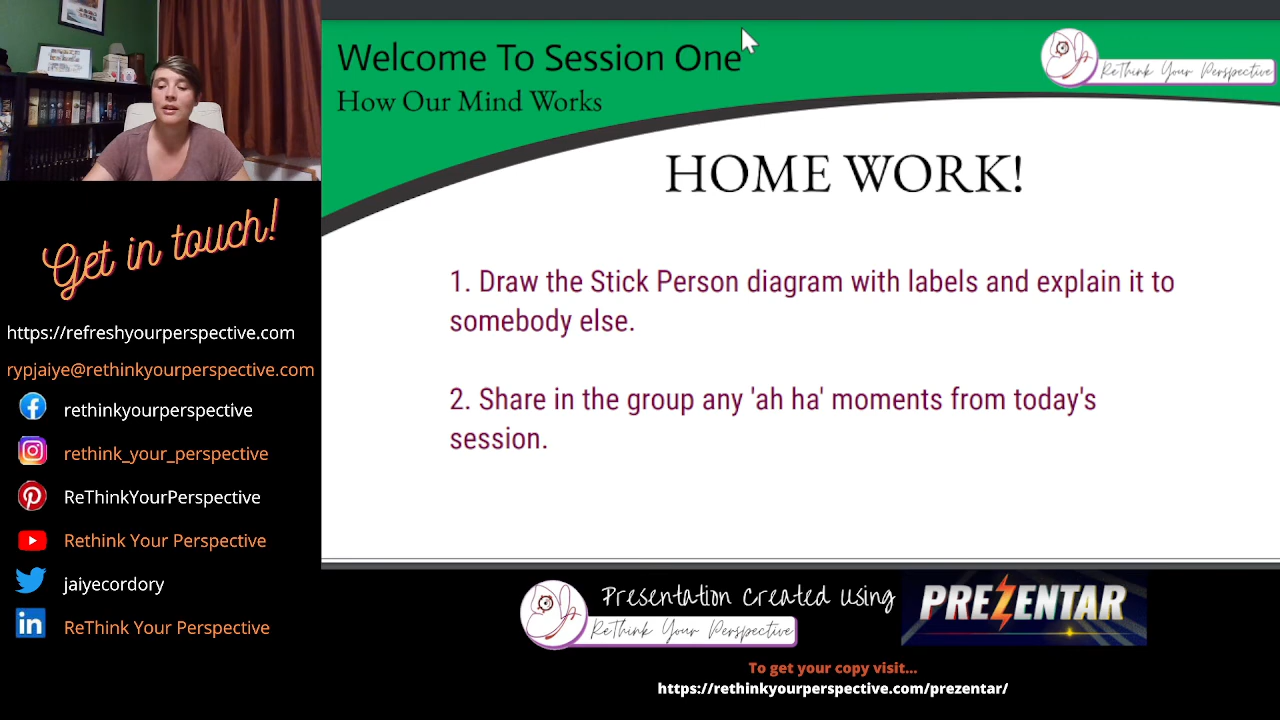 Welcome To Session One
How Our Mind Works
ReThink Your Perspective
HOME WORK!
1. Draw the Stick Person diagram with labels and explain it to
somebody else.
2. Share in the group any 'ah ha' moments from today's
session.
Get in touch!
https://refreshyourperspective.com
rypjaiye@rethinkyourperspective.com
rethinkyourperspective
rethink_your_perspective
ReThinkYourPerspective
Rethink Your Perspective
jaiyecordory
ReThink Your Perspective
Presentation Created Using
ReThink Your Perspective
PREZENTAR
To get your copy visit...
https://rethinkyourperspective.com/prezentar/